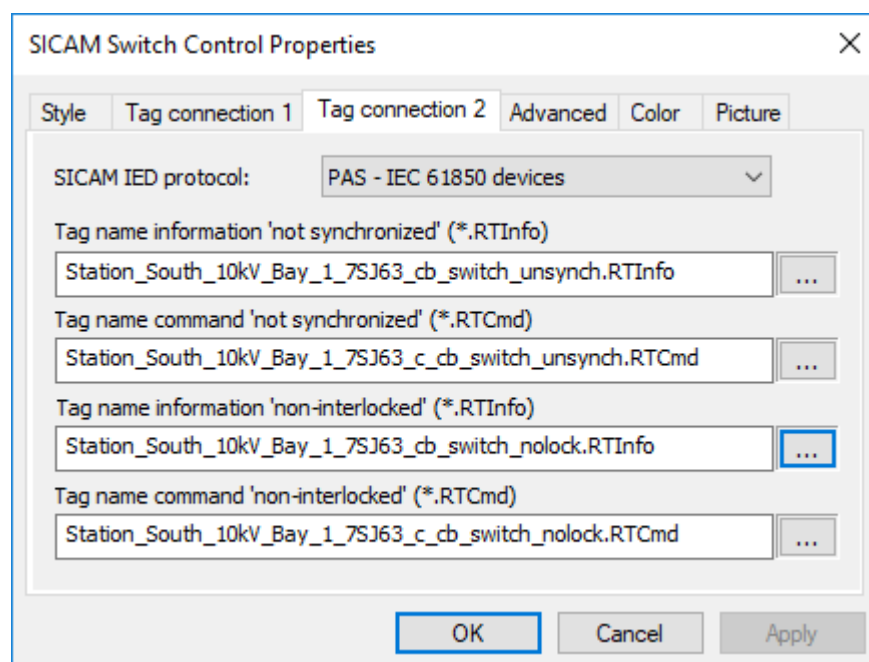 SICAM Switch Control Properties
Style Tag connection 1 Tag connection 2 Advanced Color Picture
SICAM IED protocol: PAS - IEC 61850 devices
Tag name information 'not synchronized' (*.RTInfo)
Station_South_10kV_Bay_1_7SJ63_cb_switch_unsynch.RTInfo ...
Tag name command 'not synchronized' (*.RTCmd)
Station_South_10kV_Bay_1_7SJ63_c_cb_switch_unsynch.RTCmd ...
Tag name information 'non-interlocked' (*.RTInfo)
Station_South_10kV_Bay_1_7SJ63_cb_switch_nolock.RTInfo ...
Tag name command 'non-interlocked' (*.RTCmd)
Station_South_10kV_Bay_1_7SJ63_c_cb_switch_nolock.RTCmd ...
OK Cancel Apply